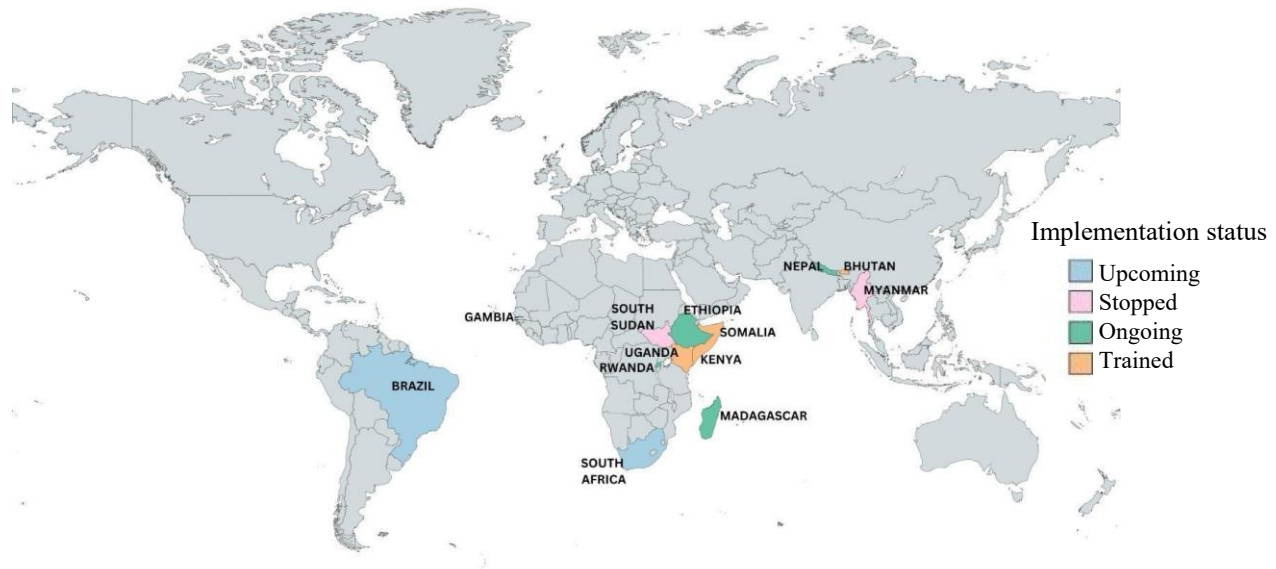 Implementation status
Upcoming
Stopped
Ongoing
Trained
NEPAL
BHUTAN
MYANMAR
GAMBIA
SOUTH
SUDAN
ETHIOPIA
SOMALIA
UGANDA
KENYA
RWANDA
BRAZIL
MADAGASCAR
SOUTH
AFRICA